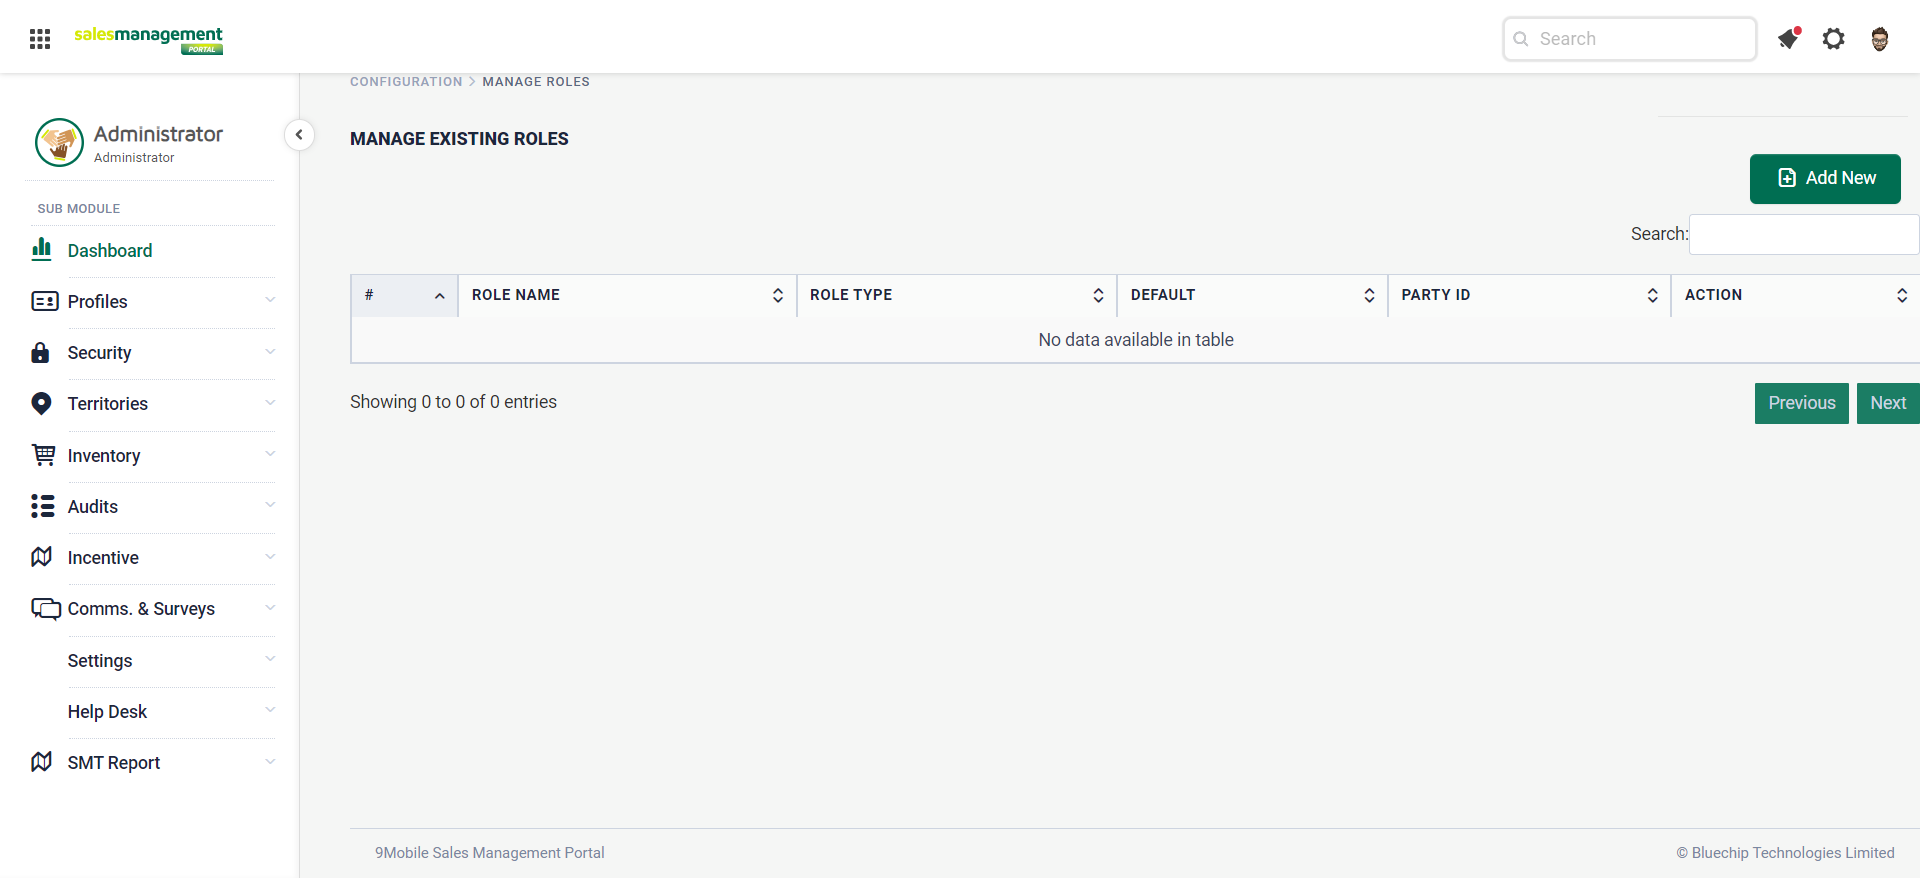 salesmanagement
PORTAL
Search
CONFIGURATION > MANAGE ROLES
Administrator
Administrator
MANAGE EXISTING ROLES
Add New
SUB MODULE
Search:
Dashboard
Profiles
Security
Territories
Inventory
Audits
Incentive
Comms. & Surveys
Settings
Help Desk
SMT Report
# ROLE NAME ROLE TYPE DEFAULT PARTY ID ACTION
No data available in table
Showing 0 to 0 of 0 entries
Previous Next
9Mobile Sales Management Portal
© Bluechip Technologies Limited